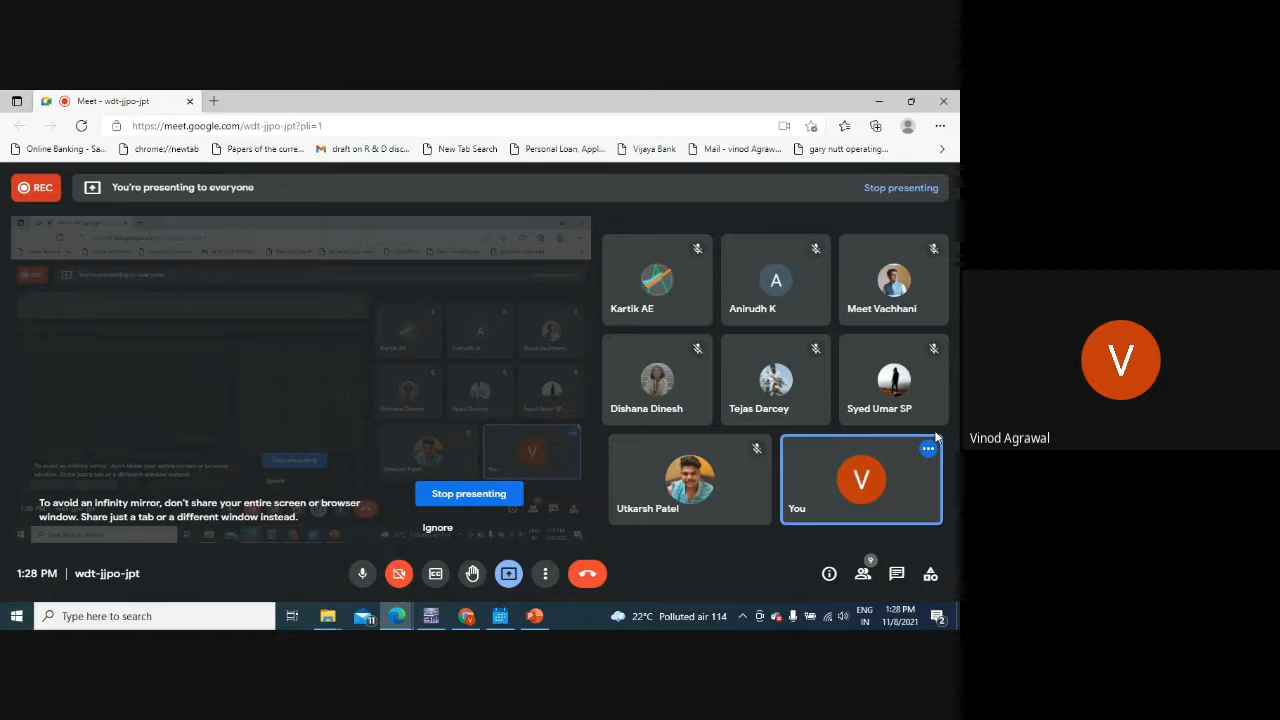 Meet - wdt-jjpo-jpt
https://meet.google.com/wdt-jjpo-jpt?pli=1
Online Banking - Sa...
chrome://newtab
Papers of the curre...
draft on R & D disc...
New Tab Search
Personal Loan, Appl...
Vijaya Bank
Mail - vinod Agraw...
gary nutt operating...
REC
You're presenting to everyone
Stop presenting
Kartik AE
A
Anirudh K
Meet Vachhani
Dishana Dinesh
Tejas Darcey
Syed Umar SP
Utkarsh Patel
V
You
To avoid an infinity mirror, don't share your entire screen or browser
window. Share just a tab or a different window instead.
Stop presenting
Ignore
1:28 PM | wdt-jjpo-jpt
9
Type here to search
11
22°C Polluted air 114
ENG
IN
1:28 PM
11/8/2021
2
V
Vinod Agrawal